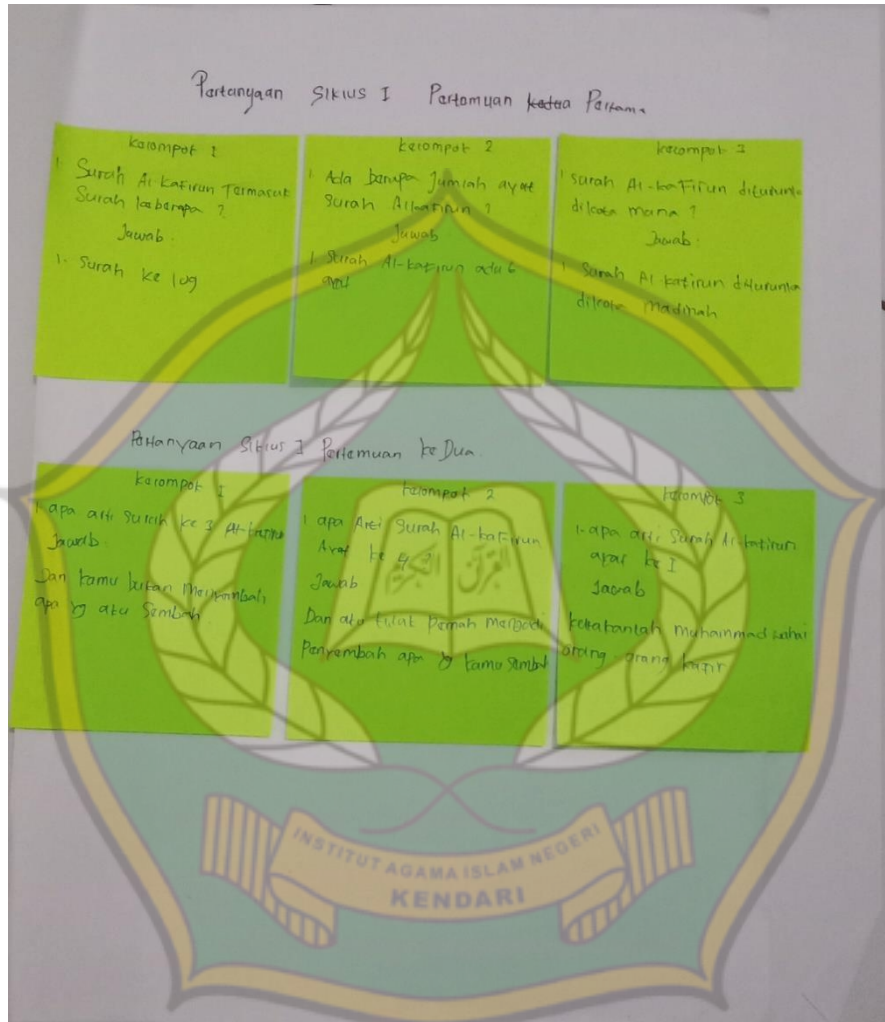 Pertanyaan Siklus I Pertemuan kedua Pertama
kelompok 1
1. Surah Al-kafirun Termasuk
Surah keberapa ?
Jawab.
1. Surah ke 109
kelompok 2
1 Ada berapa Jumlah ayat
Surah Alkafirun ?
Jawab
1 Surah Al-kafirun ada 6
ayat
kelompok 3
1 surah Al-kafirun diturunka
dikota mana ?
Jawab.
1 Surah Al-kafirun diturunka
dikota madinah
Pertanyaan Siklus I Pertemuan ke Dua.
kelompok I
1 apa arti surah ke 3 Al-kafirun
Jawab.
Dan kamu bukan Menyembah
apa yg aku Sembah
kelompok 2
1 apa Arti Surah Al-kafirun
Ayat ke 4 ?
Jawab
Dan aku tidak Pernah Menjadi
Penyembah apa yg kamu Sembah
kelompok 3
1-apa arti Surah Al-kafirun
ayat ke I
Jawab
katakanlah muhammad wahai
orang-orang kafir
القرآن
INSTITUT AGAMA ISLAM NEGERI
KENDARI